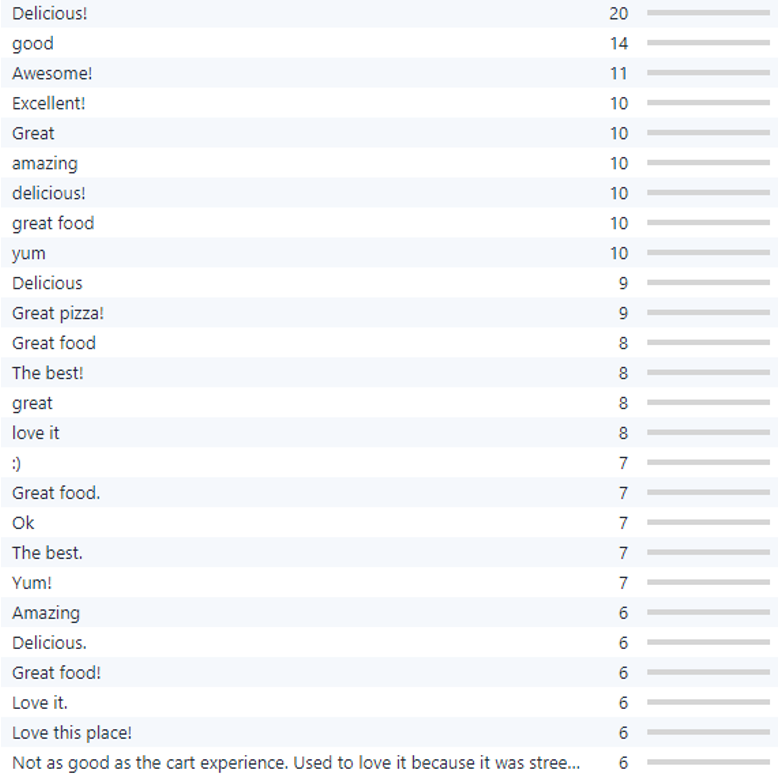 Delicious! 20
good 14
Awesome! 11
Excellent! 10
Great 10
amazing 10
delicious! 10
great food 10
yum 10
Delicious 9
Great pizza! 9
Great food 8
The best! 8
great 8
love it 8
:) 7
Great food. 7
Ok 7
The best. 7
Yum! 7
Amazing 6
Delicious. 6
Great food! 6
Love it. 6
Love this place! 6
Not as good as the cart experience. Used to love it because it was stree... 6